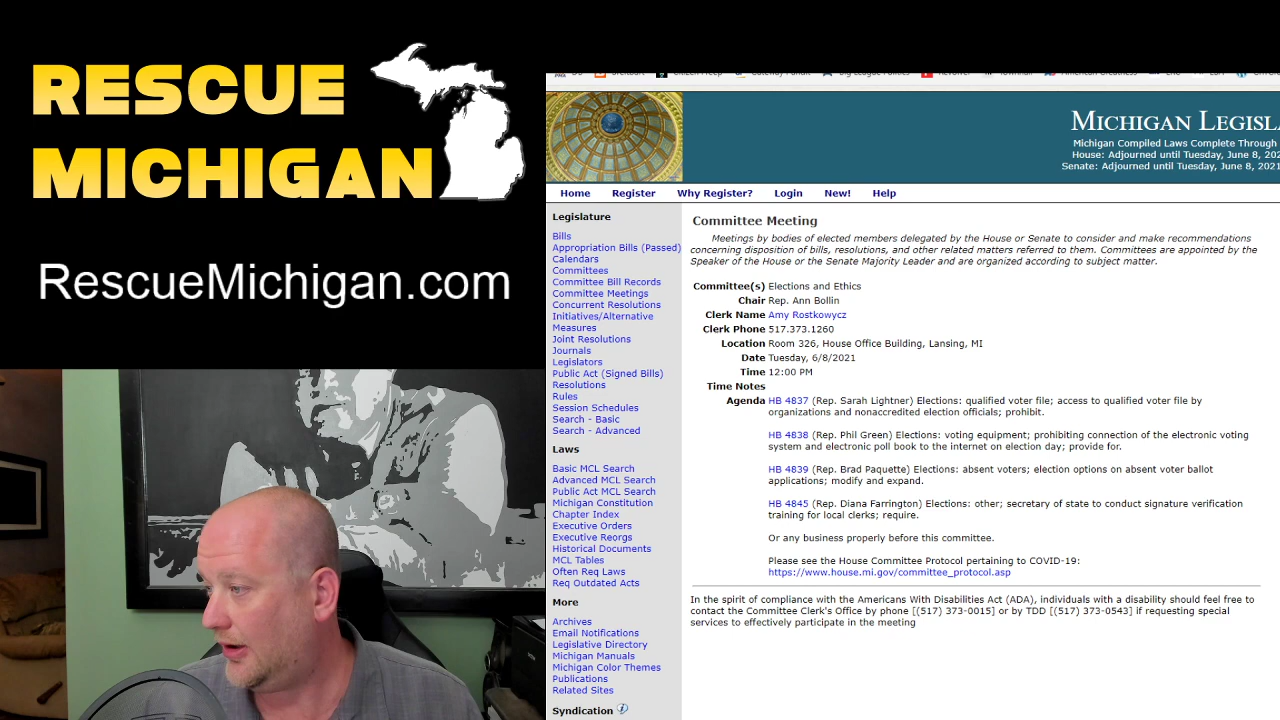 RESCUE
MICHIGAN
RescueMichigan.com
MICHIGAN LEGISL
Michigan Compiled Laws Complete Through
House: Adjourned until Tuesday, June 8, 202
Senate: Adjourned until Tuesday, June 8, 2021
Home Register Why Register? Login New! Help
Legislature
Bills
Appropriation Bills (Passed)
Calendars
Committees
Committee Bill Records
Committee Meetings
Concurrent Resolutions
Initiatives/Alternative
Measures
Joint Resolutions
Journals
Legislators
Public Act (Signed Bills)
Resolutions
Rules
Session Schedules
Search - Basic
Search - Advanced
Laws
Basic MCL Search
Advanced MCL Search
Public Act MCL Search
Michigan Constitution
Chapter Index
Executive Orders
Executive Reorgs
Historical Documents
MCL Tables
Often Req Laws
Req Outdated Acts
More
Archives
Email Notifications
Legislative Directory
Michigan Manuals
Michigan Color Themes
Publications
Related Sites
Syndication
Committee Meeting
Meetings by bodies of elected members delegated by the House or Senate to consider and make recommendations
concerning disposition of bills, resolutions, and other related matters referred to them. Committees are appointed by the
Speaker of the House or the Senate Majority Leader and are organized according to subject matter.
Committee(s) Elections and Ethics
Chair Rep. Ann Bollin
Clerk Name Amy Rostkowycz
Clerk Phone 517.373.1260
Location Room 326, House Office Building, Lansing, MI
Date Tuesday, 6/8/2021
Time 12:00 PM
Time Notes
Agenda HB 4837 (Rep. Sarah Lightner) Elections: qualified voter file; access to qualified voter file by
organizations and nonaccredited election officials; prohibit.
HB 4838 (Rep. Phil Green) Elections: voting equipment; prohibiting connection of the electronic voting
system and electronic poll book to the internet on election day; provide for.
HB 4839 (Rep. Brad Paquette) Elections: absent voters; election options on absent voter ballot
applications; modify and expand.
HB 4845 (Rep. Diana Farrington) Elections: other; secretary of state to conduct signature verification
training for local clerks; require.
Or any business properly before this committee.
Please see the House Committee Protocol pertaining to COVID-19:
https://www.house.mi.gov/committee_protocol.asp
In the spirit of compliance with the Americans With Disabilities Act (ADA), individuals with a disability should feel free to
contact the Committee Clerk's Office by phone [(517) 373-0015] or by TDD [(517) 373-0543] if requesting special
services to effectively participate in the meeting